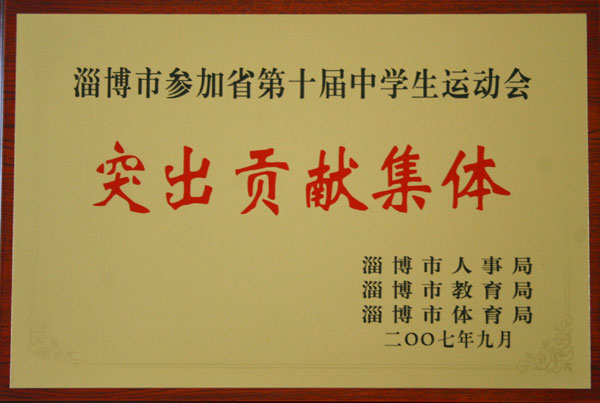 淄博市参加省第十届中学生运动会
突出贡献集体
淄博市人事局
淄博市教育局
淄博市体育局
二〇〇七年九月